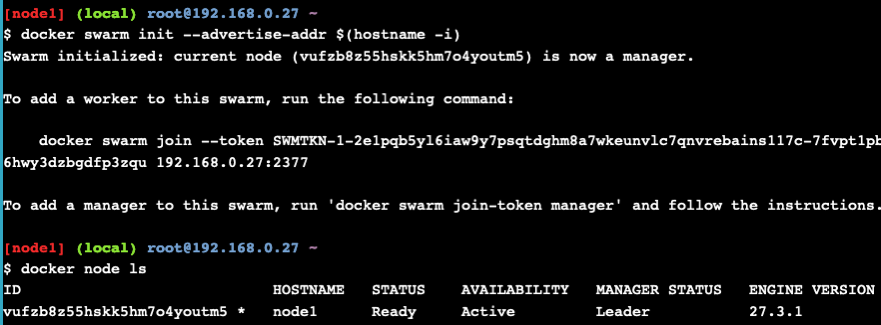 [node1] (local) root@192.168.0.27 ~
$ docker swarm init --advertise-addr $(hostname -i)
Swarm initialized: current node (vufzb8z55hskk5hm7o4youtm5) is now a manager.
To add a worker to this swarm, run the following command:
docker swarm join --token SWMTKN-1-2e1pqb5yl6iaw9y7psqtdghm8a7wkeunvlc7qnvrebains117c-7fvpt1pb
6hwy3dzbgdfp3zqu 192.168.0.27:2377
To add a manager to this swarm, run 'docker swarm join-token manager' and follow the instructions.
[node1] (local) root@192.168.0.27 ~
$ docker node ls
ID HOSTNAME STATUS AVAILABILITY MANAGER STATUS ENGINE VERSION
vufzb8z55hskk5hm7o4youtm5 * node1 Ready Active Leader 27.3.1